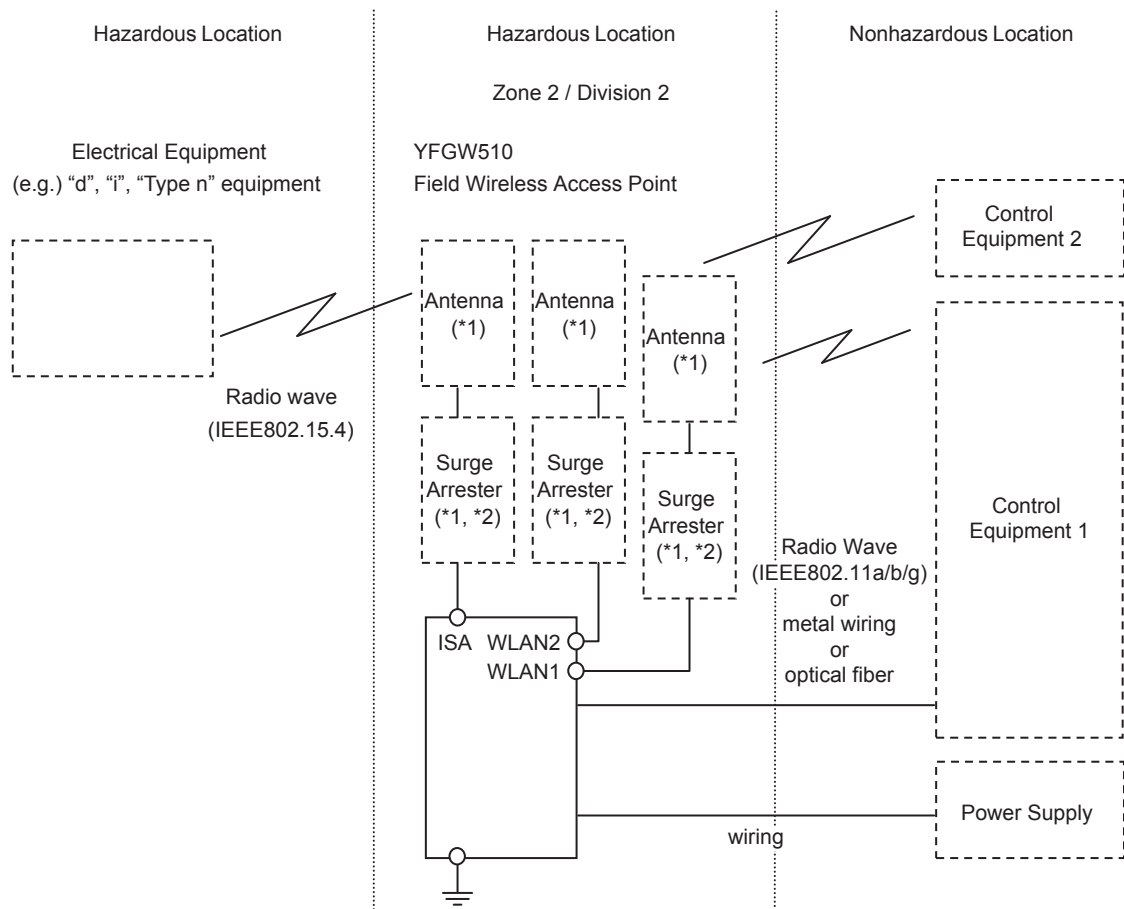 Hazardous Location
Hazardous Location
Nonhazardous Location
Zone 2 / Division 2
Electrical Equipment
(e.g.) “d”, “i”, “Type n” equipment
YFGW510
Field Wireless Access Point
Control
Equipment 2
Antenna
(*1)
Antenna
(*1)
Antenna
(*1)
Radio wave
(IEEE802.15.4)
Surge
Arrester
(*1, *2)
Surge
Arrester
(*1, *2)
Surge
Arrester
(*1, *2)
Control
Equipment 1
Radio Wave
(IEEE802.11a/b/g)
or
metal wiring
or
optical fiber
ISA
WLAN2
WLAN1
Power Supply
wiring